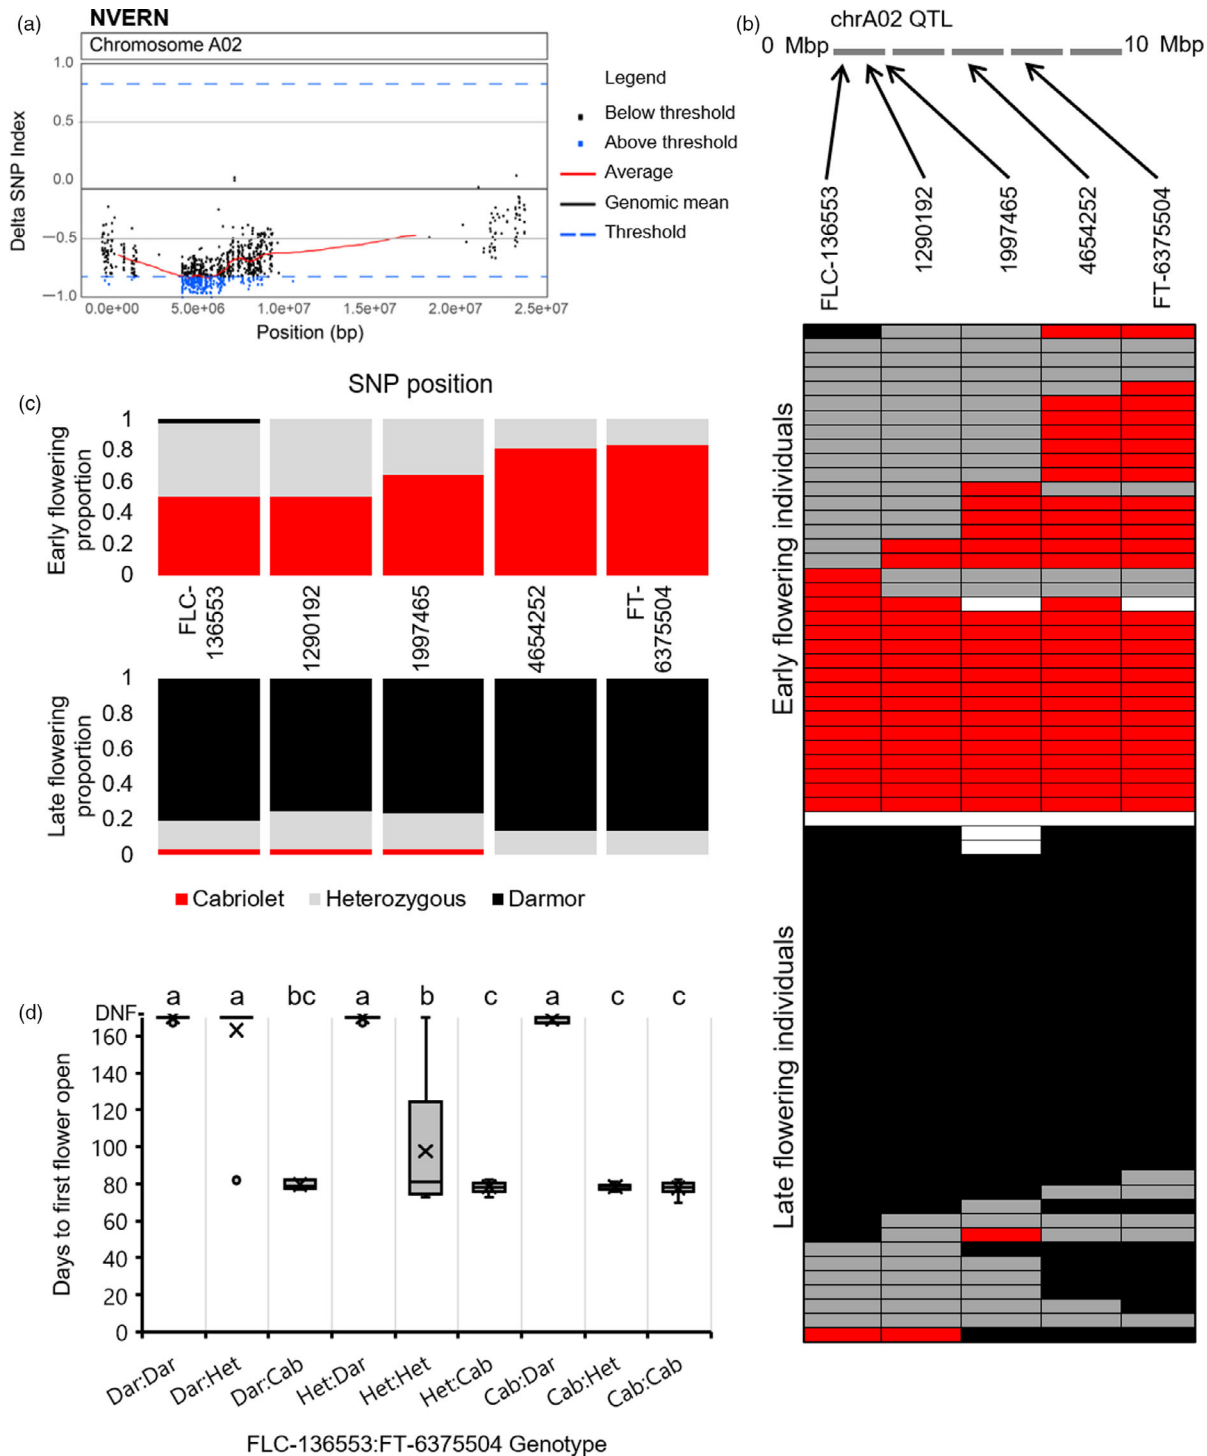 (a)
NVERN
Chromosome A02
1.0
0.5
0.0
−0.5
−1.0
Delta SNP Index
0.0e+00
5.0e+06
1.0e+07
1.5e+07
2.0e+07
2.5e+07
Position (bp)
Legend
Below threshold
Above threshold
Average
Genomic mean
Threshold
(b)
chrA02 QTL
0 Mbp
10 Mbp
FLC-136553
1290192
1997465
4654252
FT-6375504
Early flowering individuals
Late flowering individuals
(c)
SNP position
Early flowering
proportion
1
0.8
0.6
0.4
0.2
0
FLC-
136553
1290192
1997465
4654252
FT-
6375504
Late flowering
proportion
1
0.8
0.6
0.4
0.2
0
Cabriolet
Heterozygous
Darmor
(d)
a
a
bc
a
b
c
a
c
c
DNF
160
140
120
100
80
60
40
20
0
Days to first flower open
Dar:Dar
Dar:Het
Dar:Cab
Het:Dar
Het:Het
Het:Cab
Cab:Dar
Cab:Het
Cab:Cab
FLC-136553:FT-6375504 Genotype